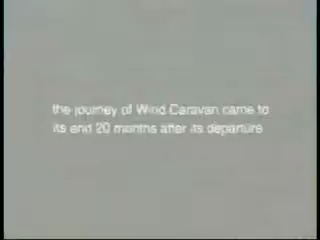 the journey of Wind Caravan came to
its end 20 months after its departure